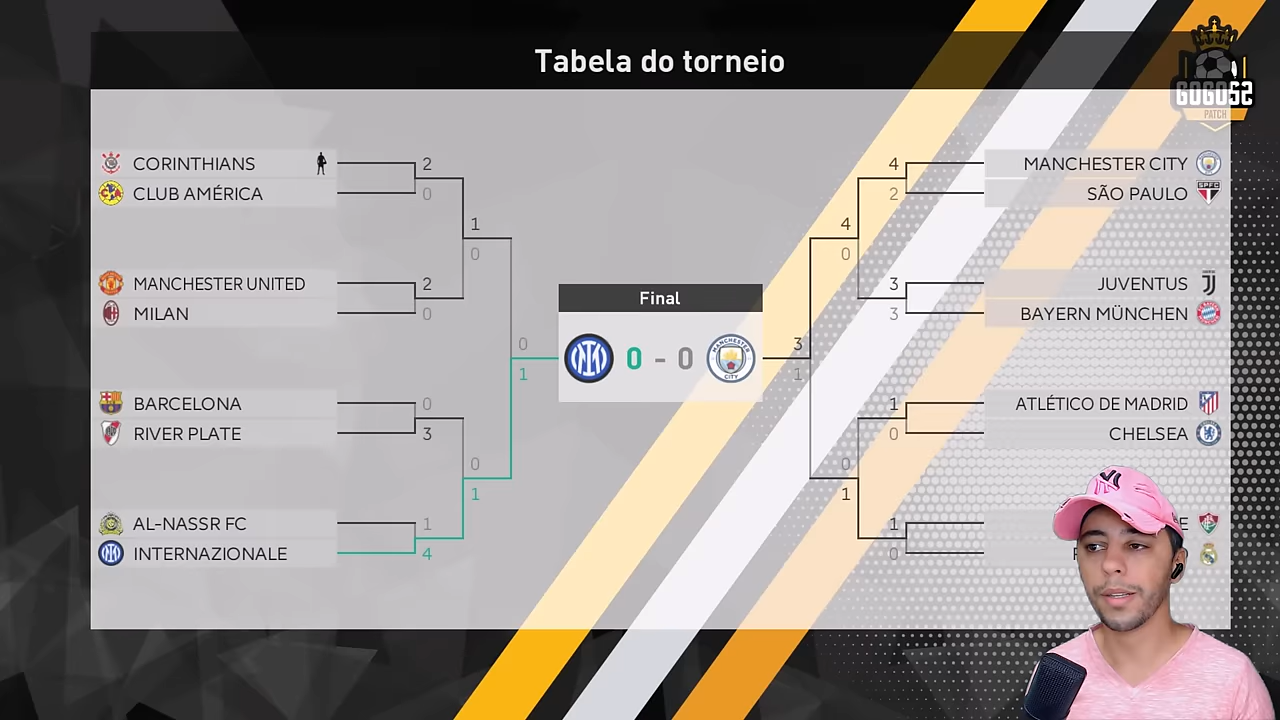 Tabela do torneio
GOGO52
PATCH
CORINTHIANS 2
CLUB AMÉRICA 0
1
0
MANCHESTER UNITED 2
MILAN 0
0
1
BARCELONA 0
RIVER PLATE 3
0
1
AL-NASSR FC 1
INTERNAZIONALE 4
Final
0 - 0
MANCHESTER CITY
4 MANCHESTER CITY
2 SÃO PAULO
SPFC
4
0
3 JUVENTUS
3 BAYERN MÜNCHEN
3
1
1 ATLÉTICO DE MADRID
0 CHELSEA
0
1
1 E
0